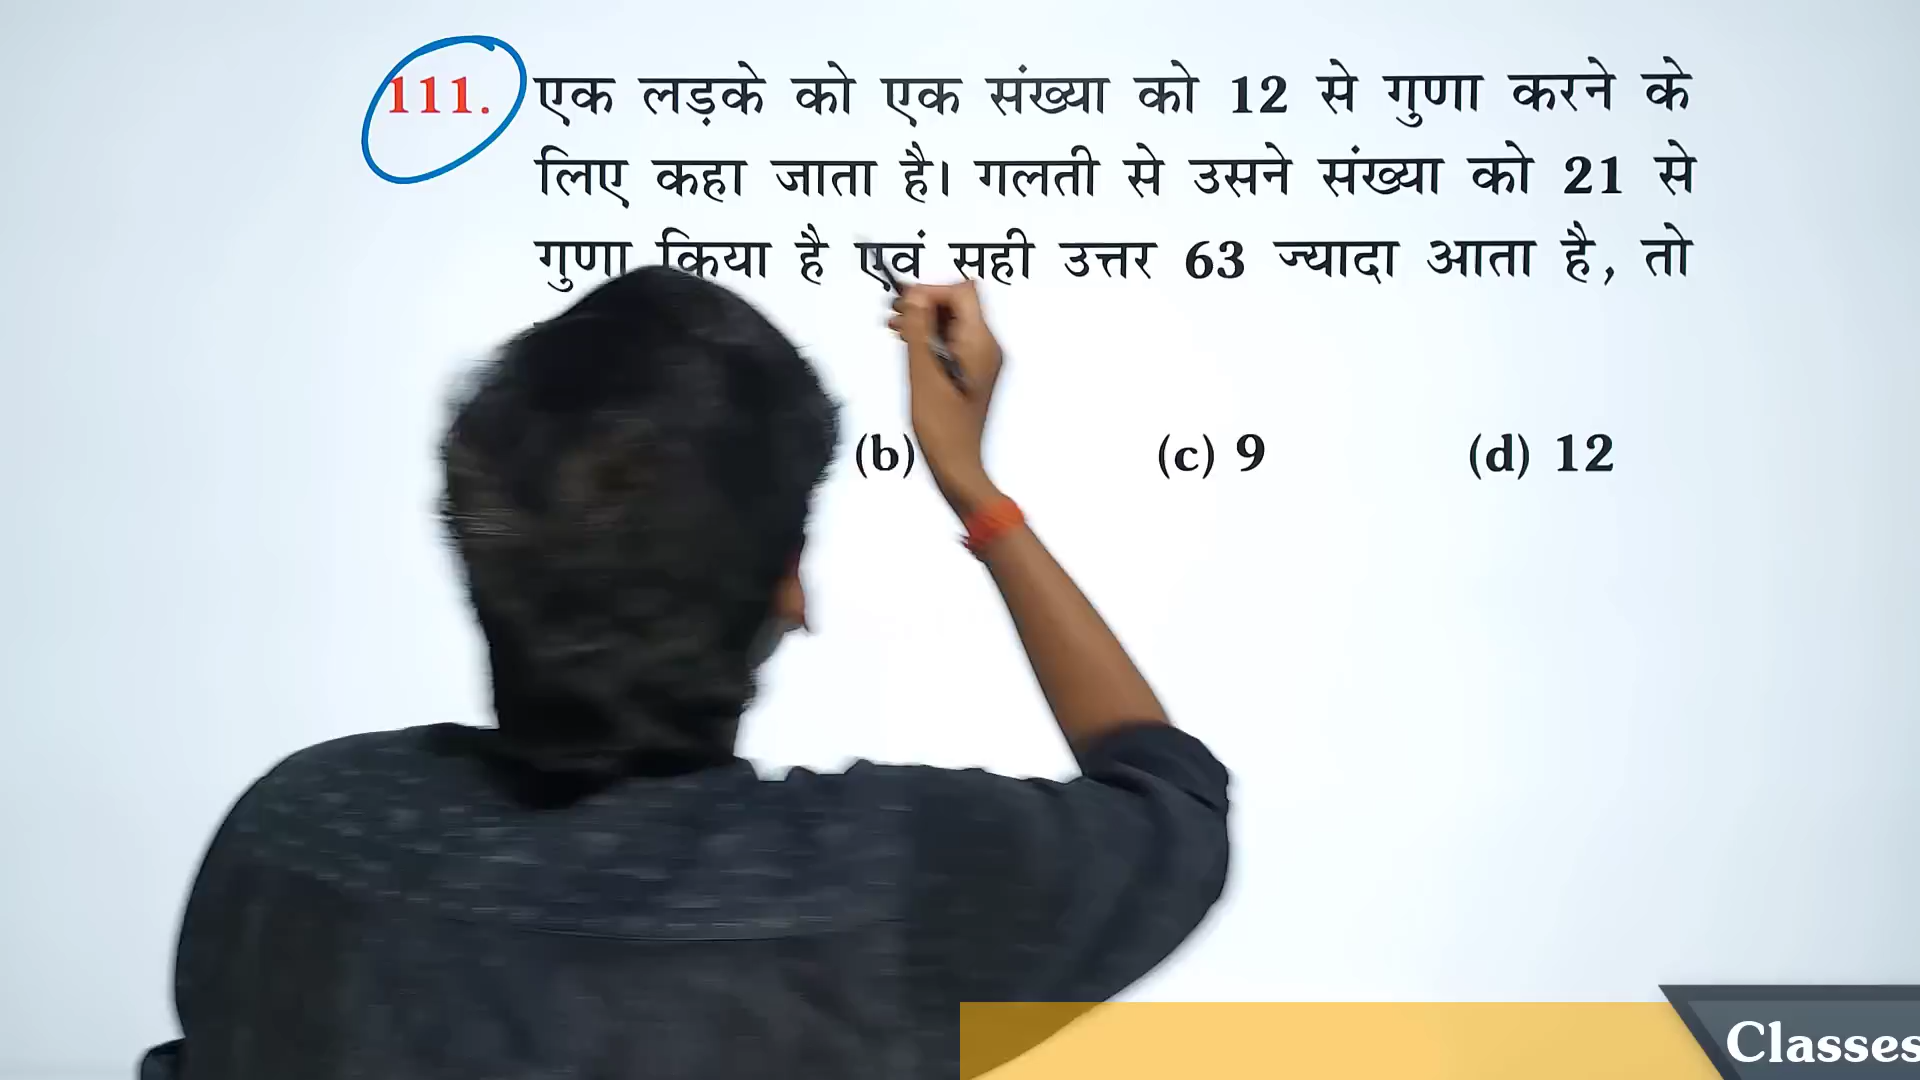 111. एक लड़के को एक संख्या को 12 से गुणा करने के
लिए कहा जाता है। गलती से उसने संख्या को 21 से
गुणा किया है एवं सही उत्तर 63 ज्यादा आता है, तो
(b) (c) 9 (d) 12
Classes